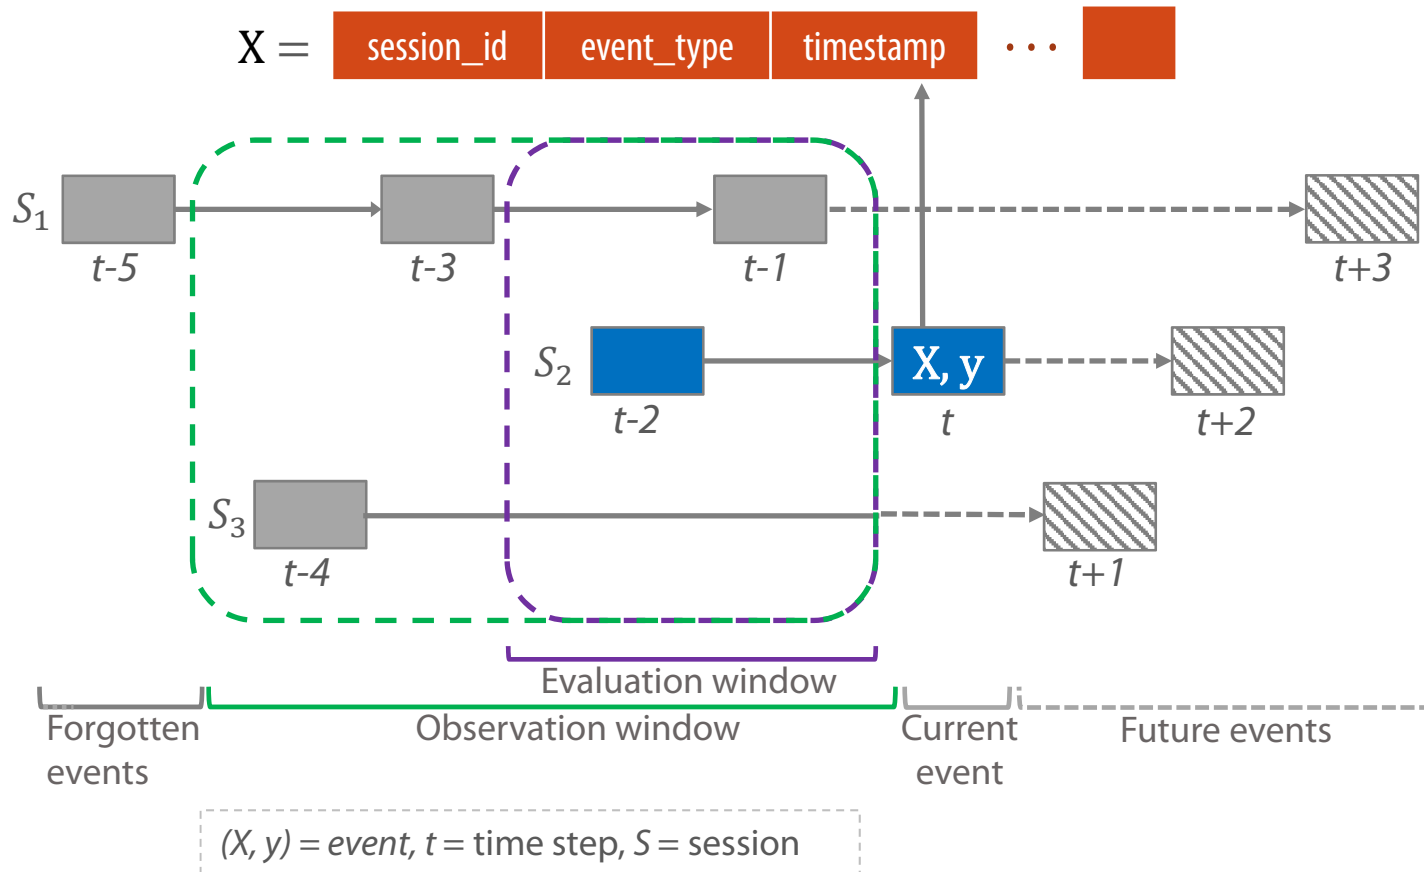 X = session_id event_type timestamp ...
S1
t-5
t-3
t-1
t+3
S2
X, y
t-2
t
t+2
S3
t-4
t+1
Evaluation window
Forgotten events
Observation window
Current event
Future events
(X, y) = event, t = time step, S = session